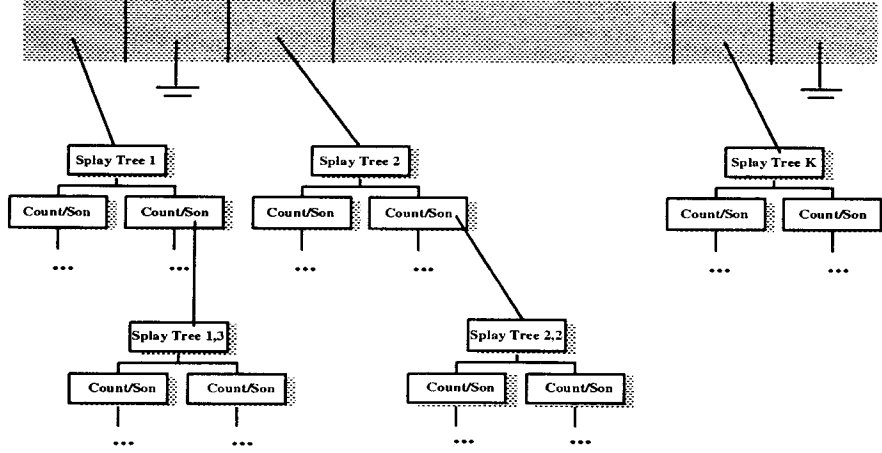 Splay Tree 1 Splay Tree 2 Splay Tree K
Count/Son Count/Son Count/Son Count/Son Count/Son Count/Son
... ... ... ... ... ...
Splay Tree 1,3 Splay Tree 2,2
Count/Son Count/Son Count/Son Count/Son
... ... ... ...